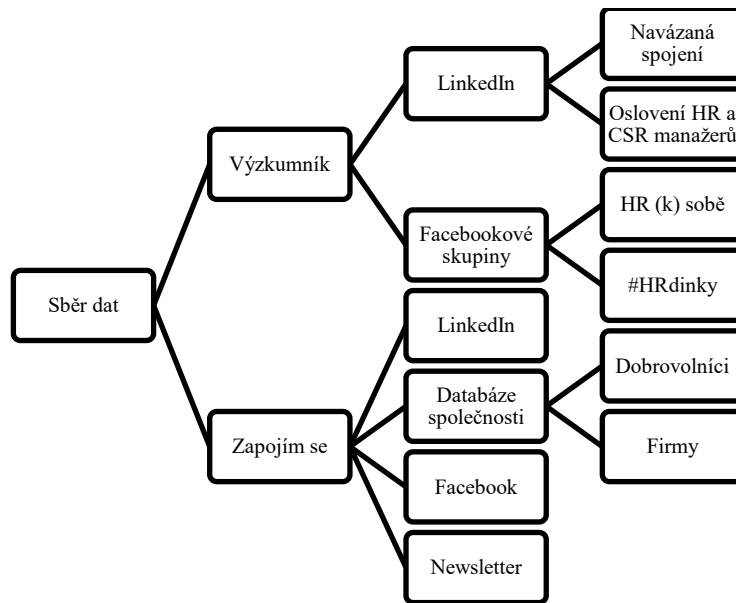 Sběr dat
Výzkumník
LinkedIn
Navázaná
spojení
Oslovení HR a
CSR manažerů
Facebookové
skupiny
HR (k) sobě
#HRdinky
Zapojím se
LinkedIn
Databáze
společnosti
Dobrovolníci
Firmy
Facebook
Newsletter